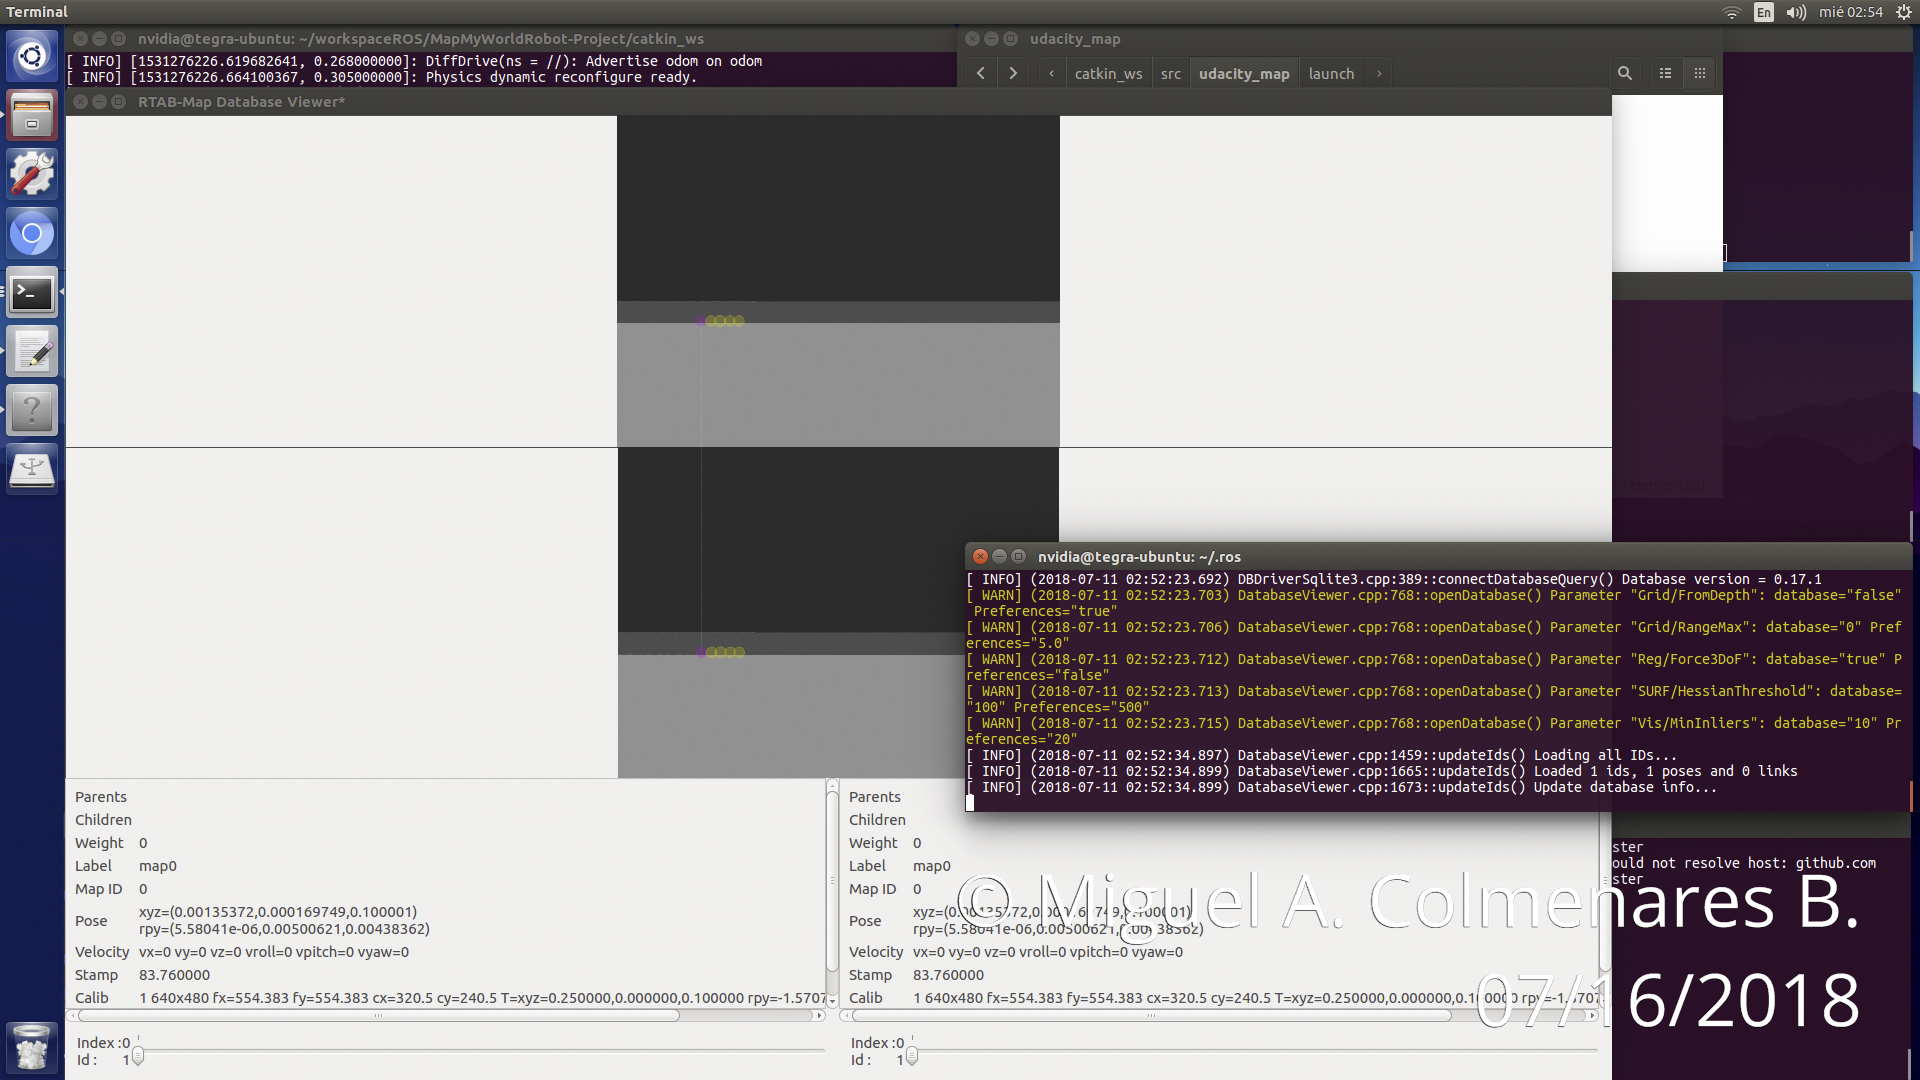 Terminal
En
mié 02:54
nvidia@tegra-ubuntu: ~/workspaceROS/MapMyWorldRobot-Project/catkin_ws
[ INFO] [1531276226.619682641, 0.268000000]: DiffDrive(ns = //): Advertise odom on odom
[ INFO] [1531276226.664100367, 0.305000000]: Physics dynamic reconfigure ready.
udacity_map
catkin_ws src udacity_map launch
RTAB-Map Database Viewer*
nvidia@tegra-ubuntu: ~/.ros
[ INFO] (2018-07-11 02:52:23.692) DBDriverSqlite3.cpp:389::connectDatabaseQuery() Database version = 0.17.1
[ WARN] (2018-07-11 02:52:23.703) DatabaseViewer.cpp:768::openDatabase() Parameter "Grid/FromDepth": database="false"
Preferences="true"
[ WARN] (2018-07-11 02:52:23.706) DatabaseViewer.cpp:768::openDatabase() Parameter "Grid/RangeMax": database="0" Pref
erences="5.0"
[ WARN] (2018-07-11 02:52:23.712) DatabaseViewer.cpp:768::openDatabase() Parameter "Reg/Force3DoF": database="true" P
references="false"
[ WARN] (2018-07-11 02:52:23.713) DatabaseViewer.cpp:768::openDatabase() Parameter "SURF/HessianThreshold": database=
"100" Preferences="500"
[ WARN] (2018-07-11 02:52:23.715) DatabaseViewer.cpp:768::openDatabase() Parameter "Vis/MinInliers": database="10" Pr
eferences="20"
[ INFO] (2018-07-11 02:52:34.897) DatabaseViewer.cpp:1459::updateIds() Loading all IDs...
[ INFO] (2018-07-11 02:52:34.899) DatabaseViewer.cpp:1665::updateIds() Loaded 1 ids, 1 poses and 0 links
[ INFO] (2018-07-11 02:52:34.899) DatabaseViewer.cpp:1673::updateIds() Update database info...
Parents
Children
Weight 0
Label map0
Map ID 0
Pose xyz=(0.00135372,0.000169749,0.100001)
rpy=(5.58041e-06,0.00500621,0.00438362)
Velocity vx=0 vy=0 vz=0 vroll=0 vpitch=0 vyaw=0
Stamp 83.760000
Calib 1 640x480 fx=554.383 fy=554.383 cx=320.5 cy=240.5 T=xyz=0.250000,0.000000,0.100000 rpy=-1.5707
Index :0
Id : 1
Parents
Children
Weight 0
Label map0
Map ID 0
Pose xyz=(0.00135372,0.000169749,0.100001)
rpy=(5.58041e-06,0.00500621,0.00438362)
Velocity vx=0 vy=0 vz=0 vroll=0 vpitch=0 vyaw=0
Stamp 83.760000
Calib 1 640x480 fx=554.383 fy=554.383 cx=320.5 cy=240.5 T=xyz=0.250000,0.000000,0.100000 rpy=-1.5707
Index :0
Id : 1
ster
ould not resolve host: github.com
ster
© Miguel A. Colmenares B.
07/16/2018